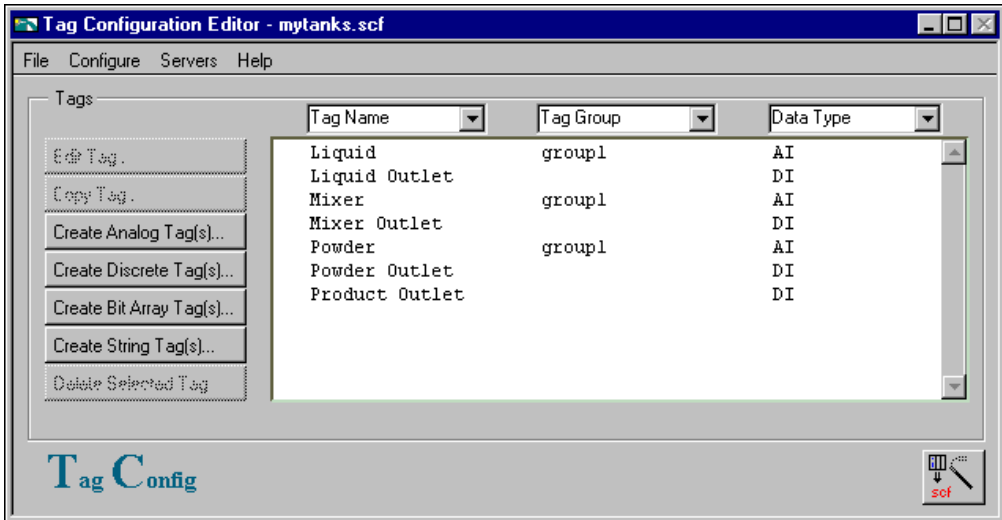 Tag Configuration Editor - mytanks.scf
File Configure Servers Help
Tags
Tag Name Tag Group Data Type
Edit Tag .
Copy Tag .
Create Analog Tag(s)...
Create Discrete Tag(s)...
Create Bit Array Tag(s)...
Create String Tag(s)...
Delete Selected Tag
Liquid group1 AI
Liquid Outlet DI
Mixer group1 AI
Mixer Outlet DI
Powder group1 AI
Powder Outlet DI
Product Outlet DI
Tag Config
scf